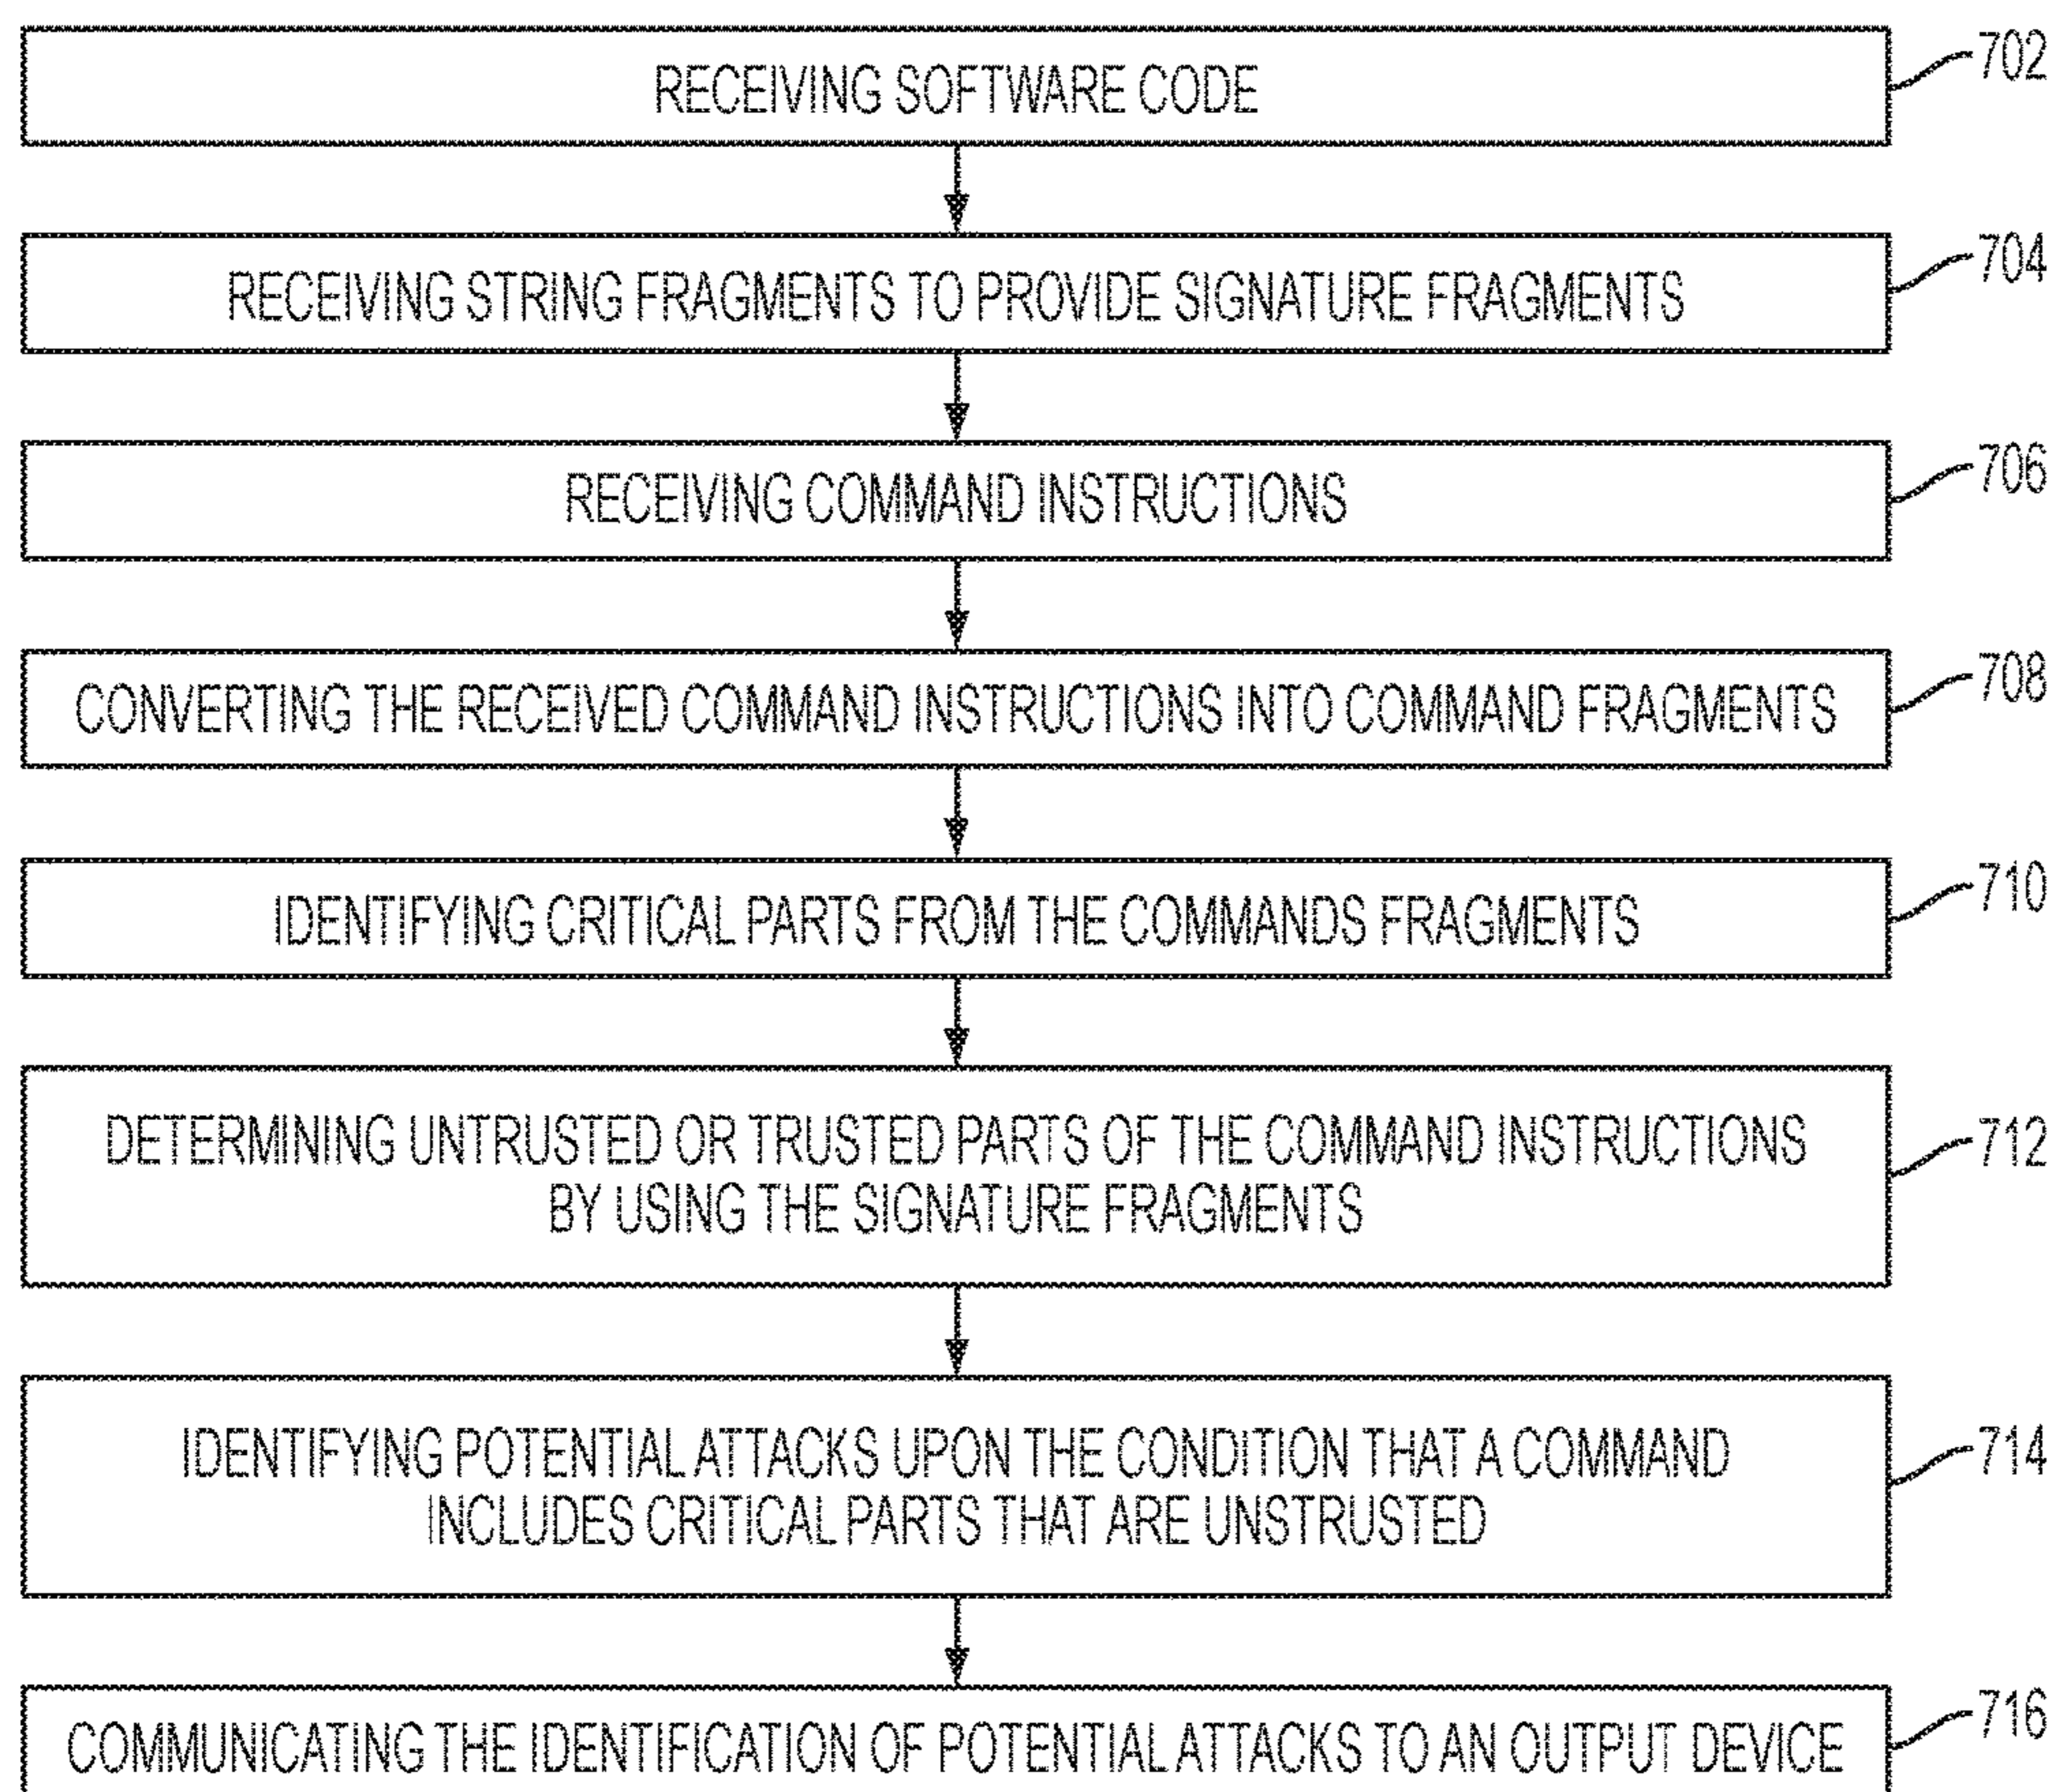 RECEIVING SOFTWARE CODE
702
RECEIVING STRING FRAGMENTS TO PROVIDE SIGNATURE FRAGMENTS
704
RECEIVING COMMAND INSTRUCTIONS
706
CONVERTING THE RECEIVED COMMAND INSTRUCTIONS INTO COMMAND FRAGMENTS
708
IDENTIFYING CRITICAL PARTS FROM THE COMMANDS FRAGMENTS
710
DETERMINING UNTRUSTED OR TRUSTED PARTS OF THE COMMAND INSTRUCTIONS
BY USING THE SIGNATURE FRAGMENTS
712
IDENTIFYING POTENTIAL ATTACKS UPON THE CONDITION THAT A COMMAND
INCLUDES CRITICAL PARTS THAT ARE UNSTRUSTED
714
COMMUNICATING THE IDENTIFICATION OF POTENTIAL ATTACKS TO AN OUTPUT DEVICE
716